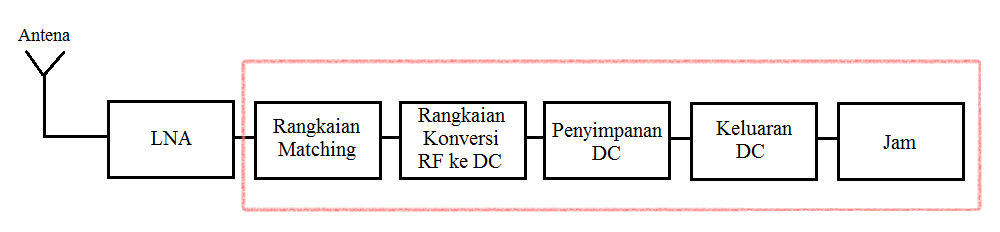 Antena
LNA
Rangkaian
Matching
Rangkaian
Konversi
RF ke DC
Penyimpanan
DC
Keluaran
DC
Jam